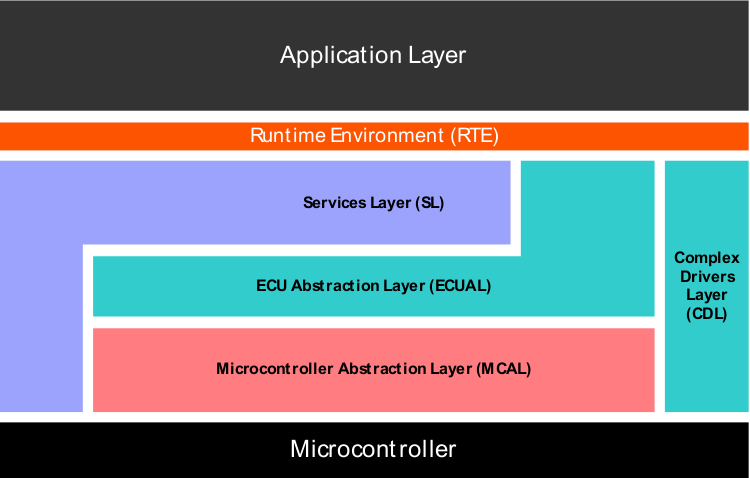 Application Layer
Runtime Environment (RTE)
Services Layer (SL)
ECU Abstraction Layer (ECUAL)
Complex
Drivers
Layer
(CDL)
Microcontroller Abstraction Layer (MCAL)
Microcontroller